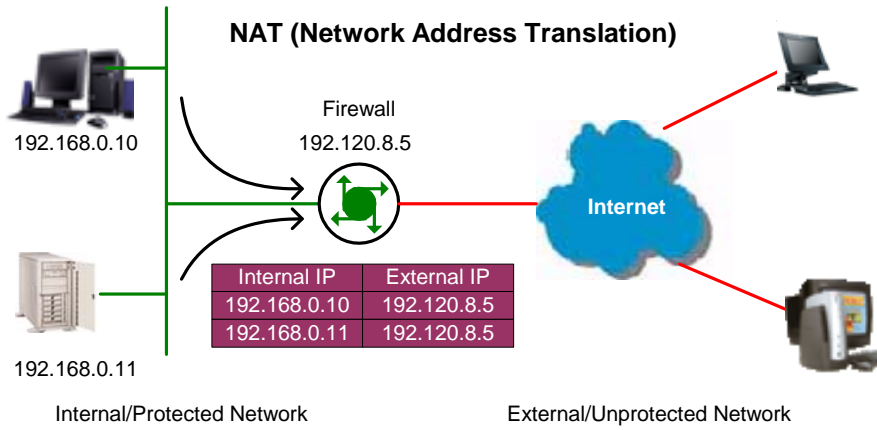 NAT (Network Address Translation)
Firewall
192.120.8.5
192.168.0.10
Internet
Internal IP External IP
192.168.0.10 192.120.8.5
192.168.0.11 192.120.8.5
192.168.0.11
Internal/Protected Network
External/Unprotected Network